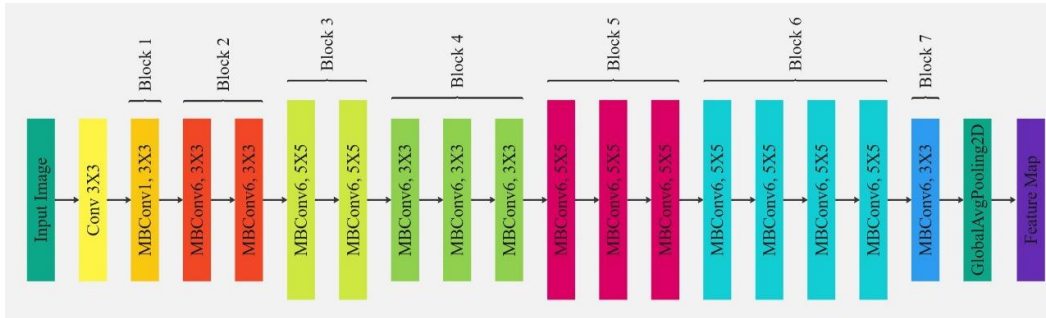 Block 1
Block 2
Block 3
Block 4
Block 5
Block 6
Block 7
Input Image
Conv 3X3
MBConv1, 3X3
MBConv6, 3X3
MBConv6, 3X3
MBConv6, 5X5
MBConv6, 5X5
MBConv6, 3X3
MBConv6, 3X3
MBConv6, 3X3
MBConv6, 5X5
MBConv6, 5X5
MBConv6, 5X5
MBConv6, 5X5
MBConv6, 5X5
MBConv6, 5X5
MBConv6, 5X5
MBConv6, 3X3
GlobalAvgPooling2D
Feature Map